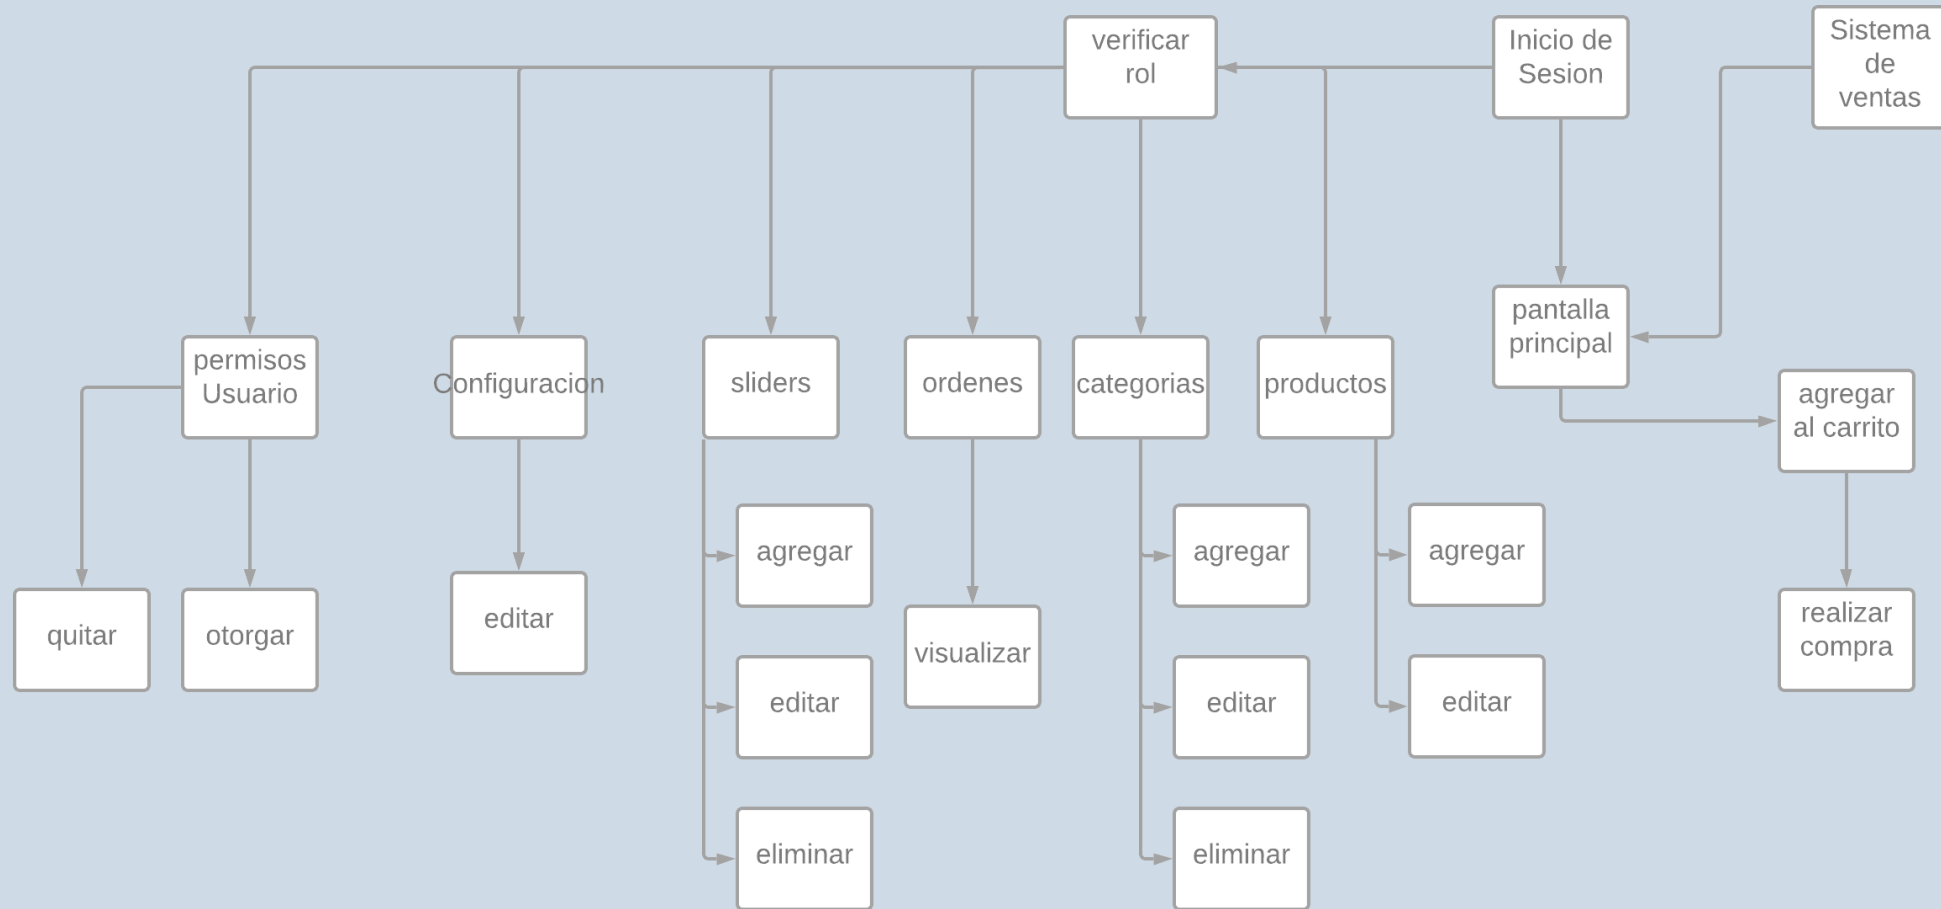 verificar
rol
Inicio de
Sesion
Sistema
de
ventas
permisos
Usuario
Configuracion
sliders
ordenes
categorias
productos
pantalla
principal
agregar
al carrito
quitar
otorgar
editar
agregar
editar
eliminar
visualizar
agregar
editar
eliminar
agregar
editar
realizar
compra